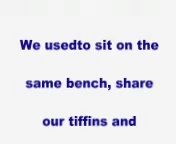 We usedto sit on the
same bench, share
our tiffins and